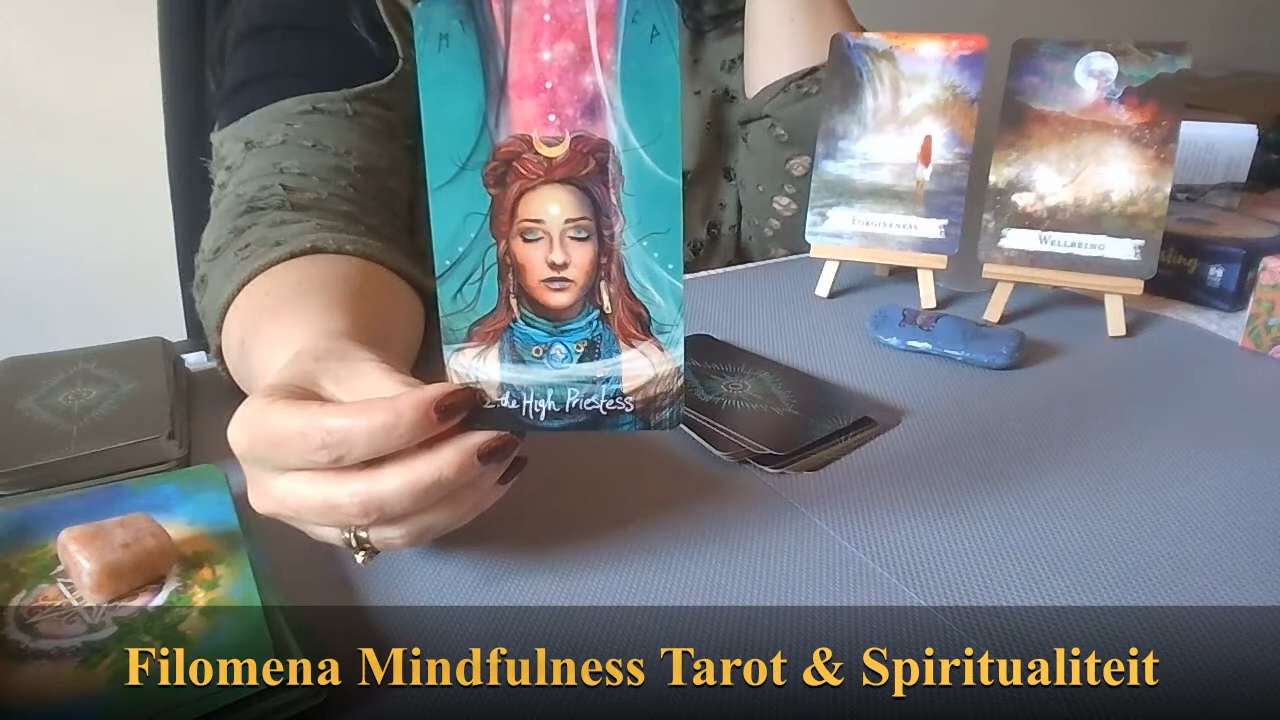 2. the High Priestess
Forgiveness
Wellbeing
Filomena Mindfulness Tarot & Spiritualiteit